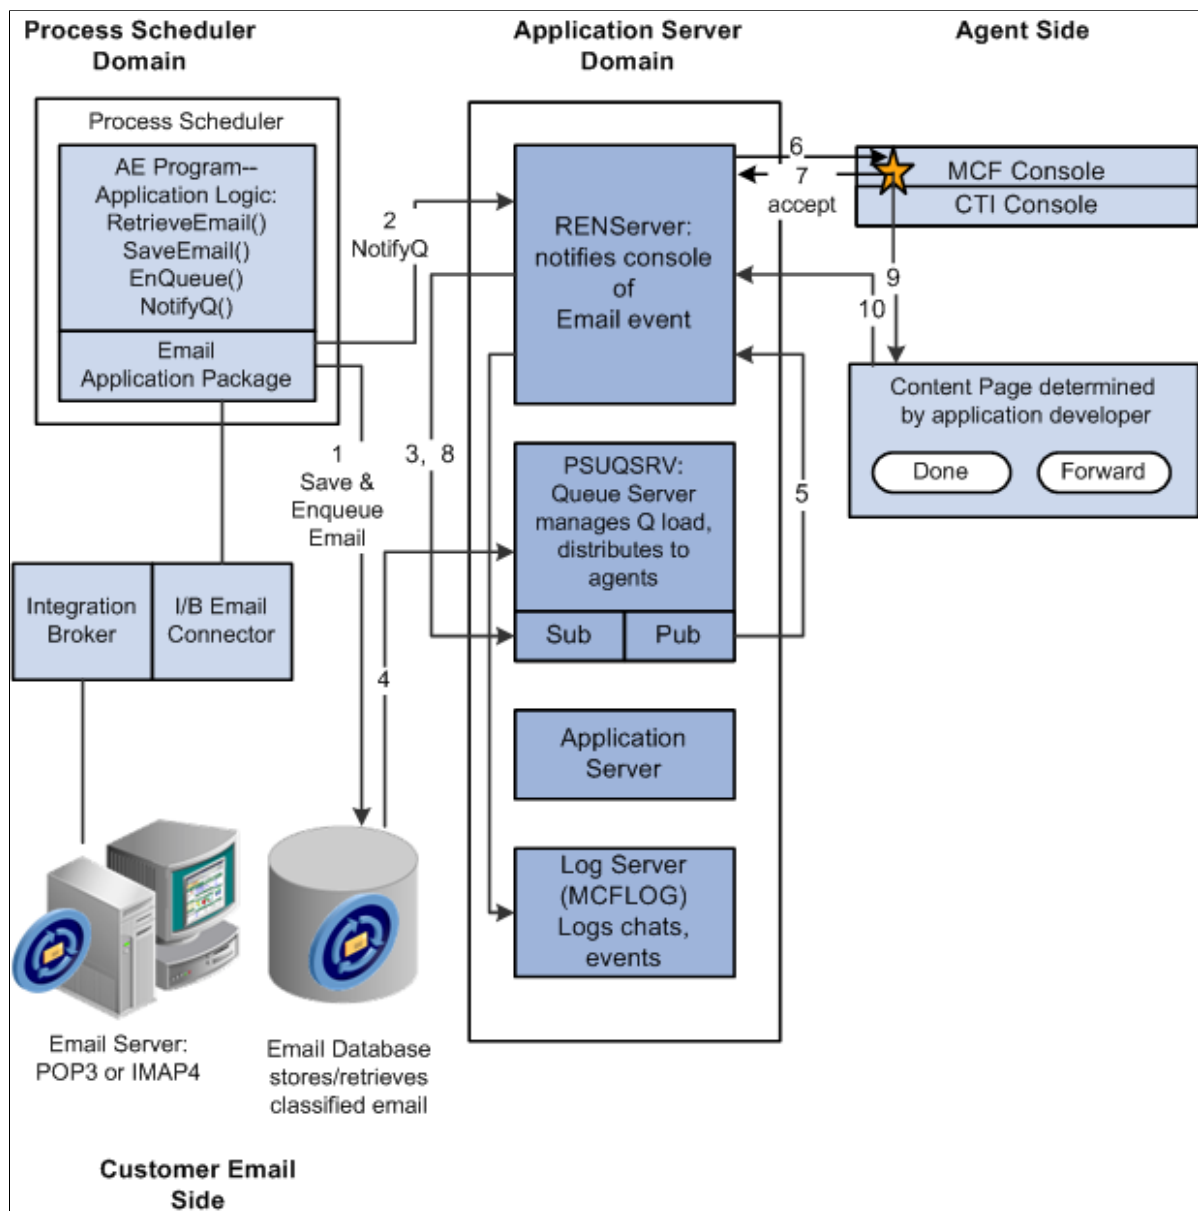 Process Scheduler
Domain
Application Server
Domain
Agent Side
Process Scheduler
AE Program--
Application Logic:
RetrieveEmail()
SaveEmail()
EnQueue()
NotifyQ()
Email
Application Package
2
NotifyQ
RENServer:
notifies console
of
Email event
6
7
accept
MCF Console
CTI Console
9
10
Content Page determined
by application developer
Done
Forward
1
Save &
Enqueue
Email
3, 8
PSUQSRV:
Queue Server
manages Q load,
distributes to
agents
Sub
Pub
5
Integration
Broker
I/B Email
Connector
4
Application
Server
Log Server
(MCFLOG)
Logs chats,
events
Email Server:
POP3 or IMAP4
Email Database
stores/retrieves
classified email
Customer Email
Side